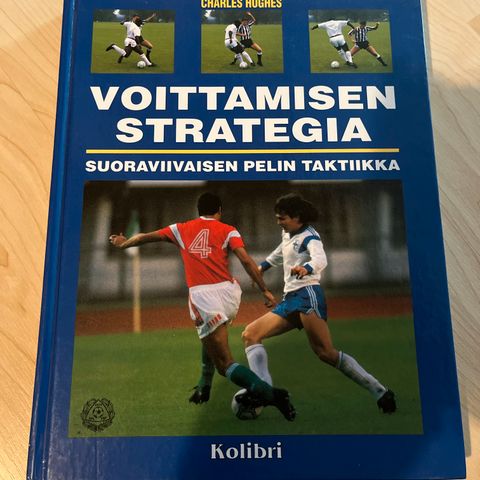 CHARLES HUGHES
VOITTAMISEN
STRATEGIA
SUORAVIIVAISEN PELIN TAKTIIKKA
4
Kolibri